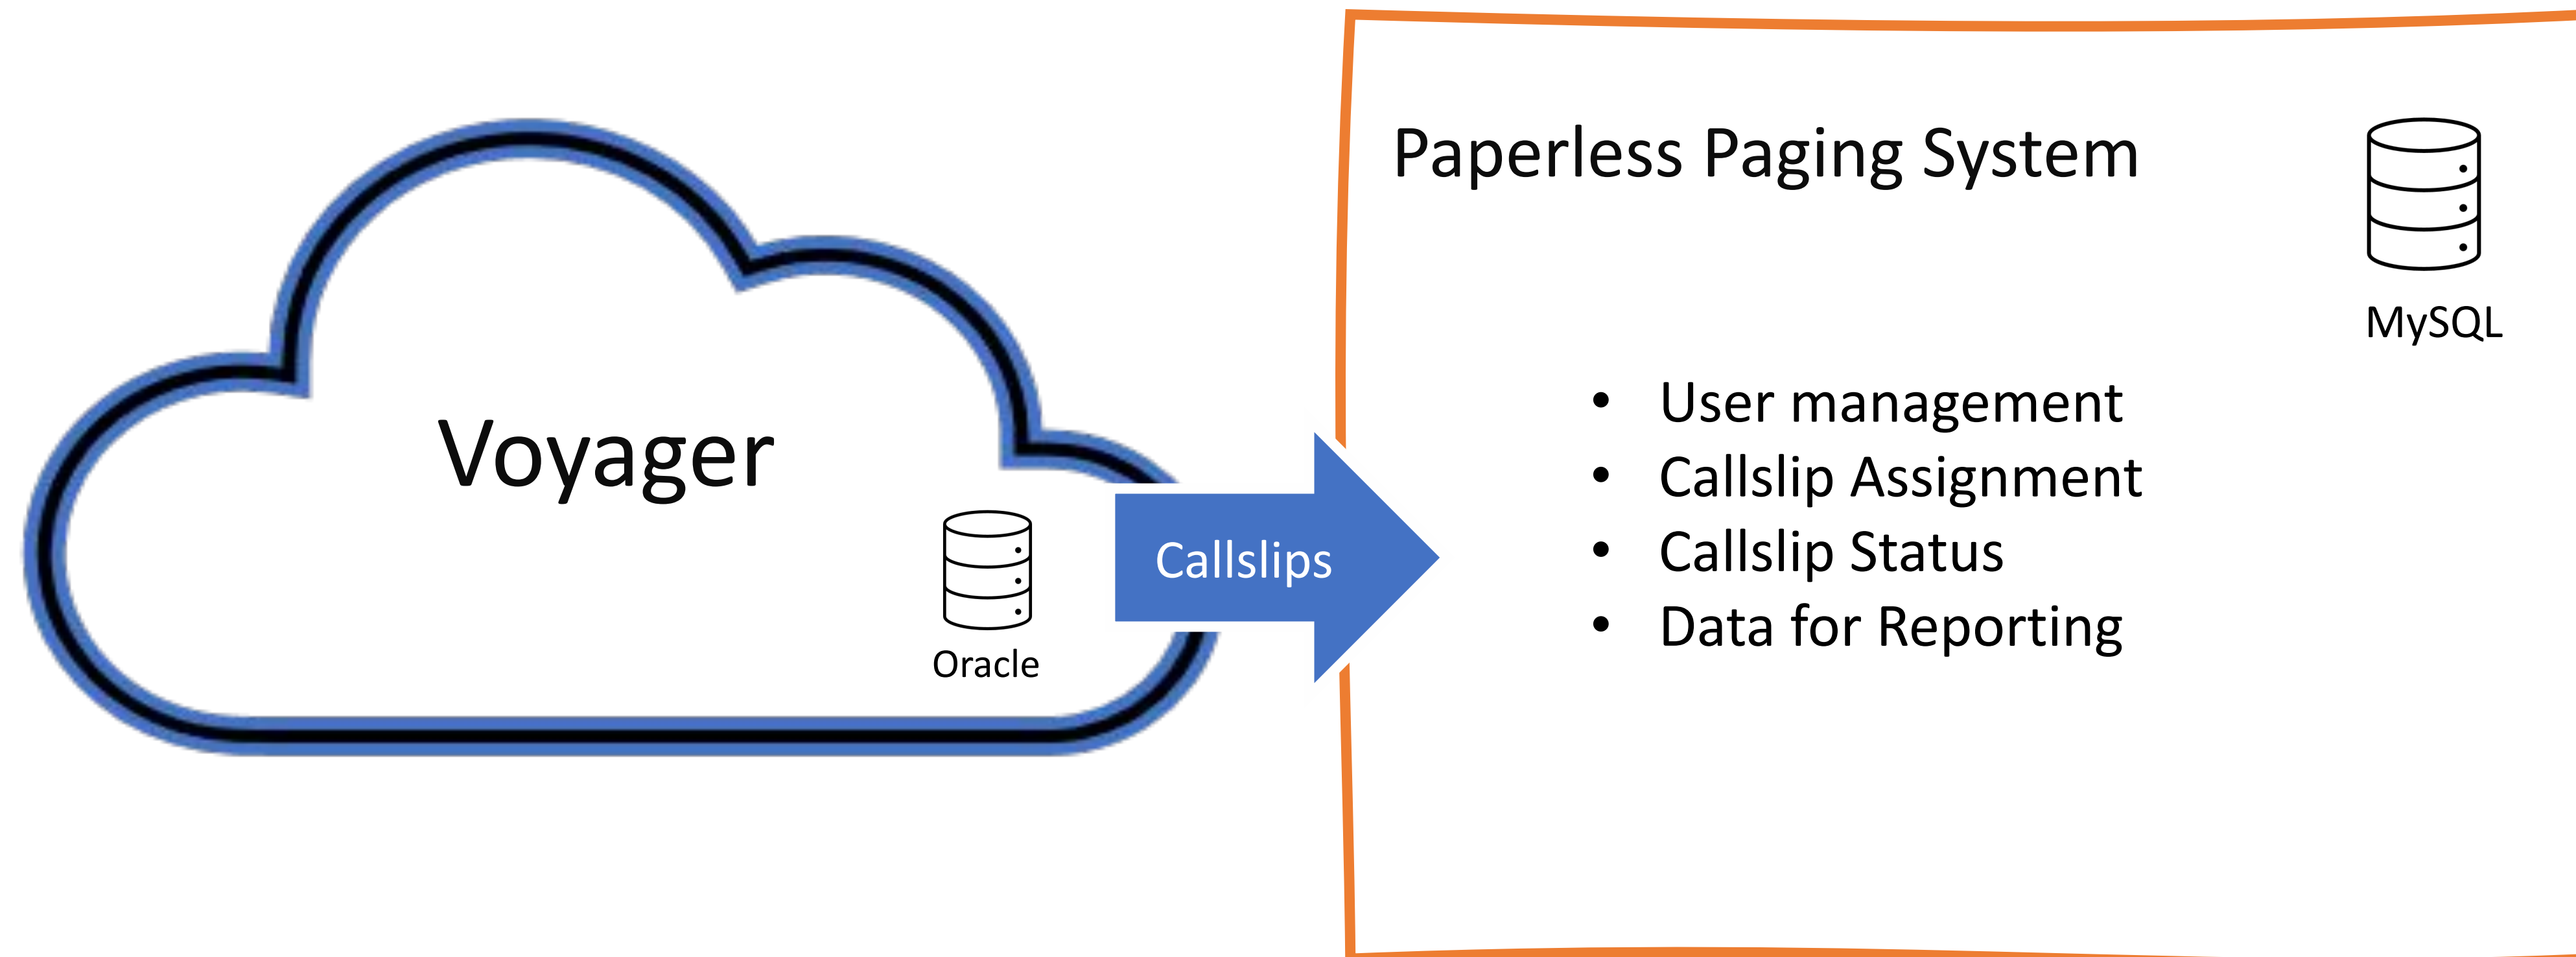 Voyager
Oracle
Callslips
Paperless Paging System
MySQL
• User management
• Callslip Assignment
• Callslip Status
• Data for Reporting